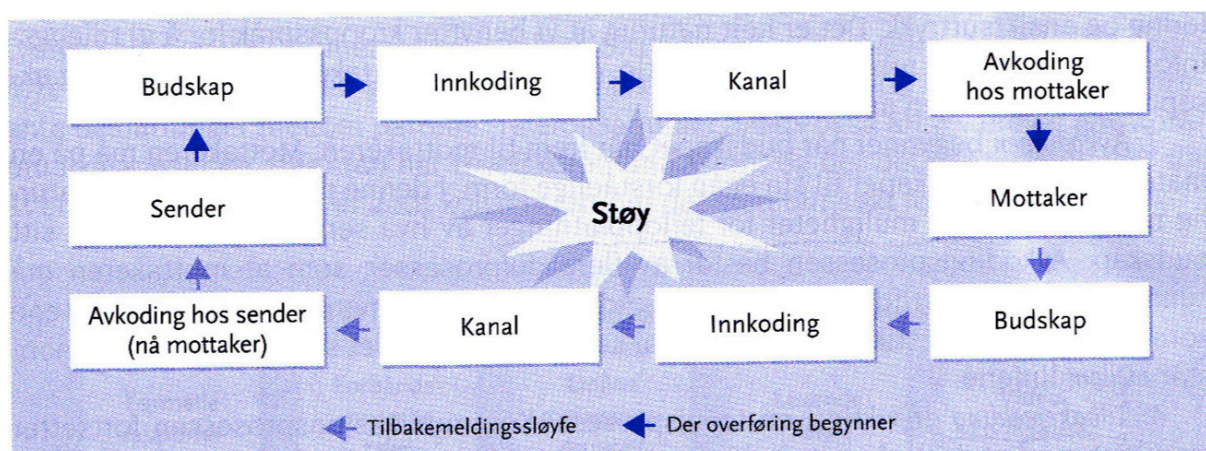 Budskap
Innkoding
Kanal
Avkoding
hos mottaker
Sender
Støy
Mottaker
Avkoding hos sender
(nå mottaker)
Kanal
Innkoding
Budskap
Tilbakemeldingssløyfe
Der overføring begynner